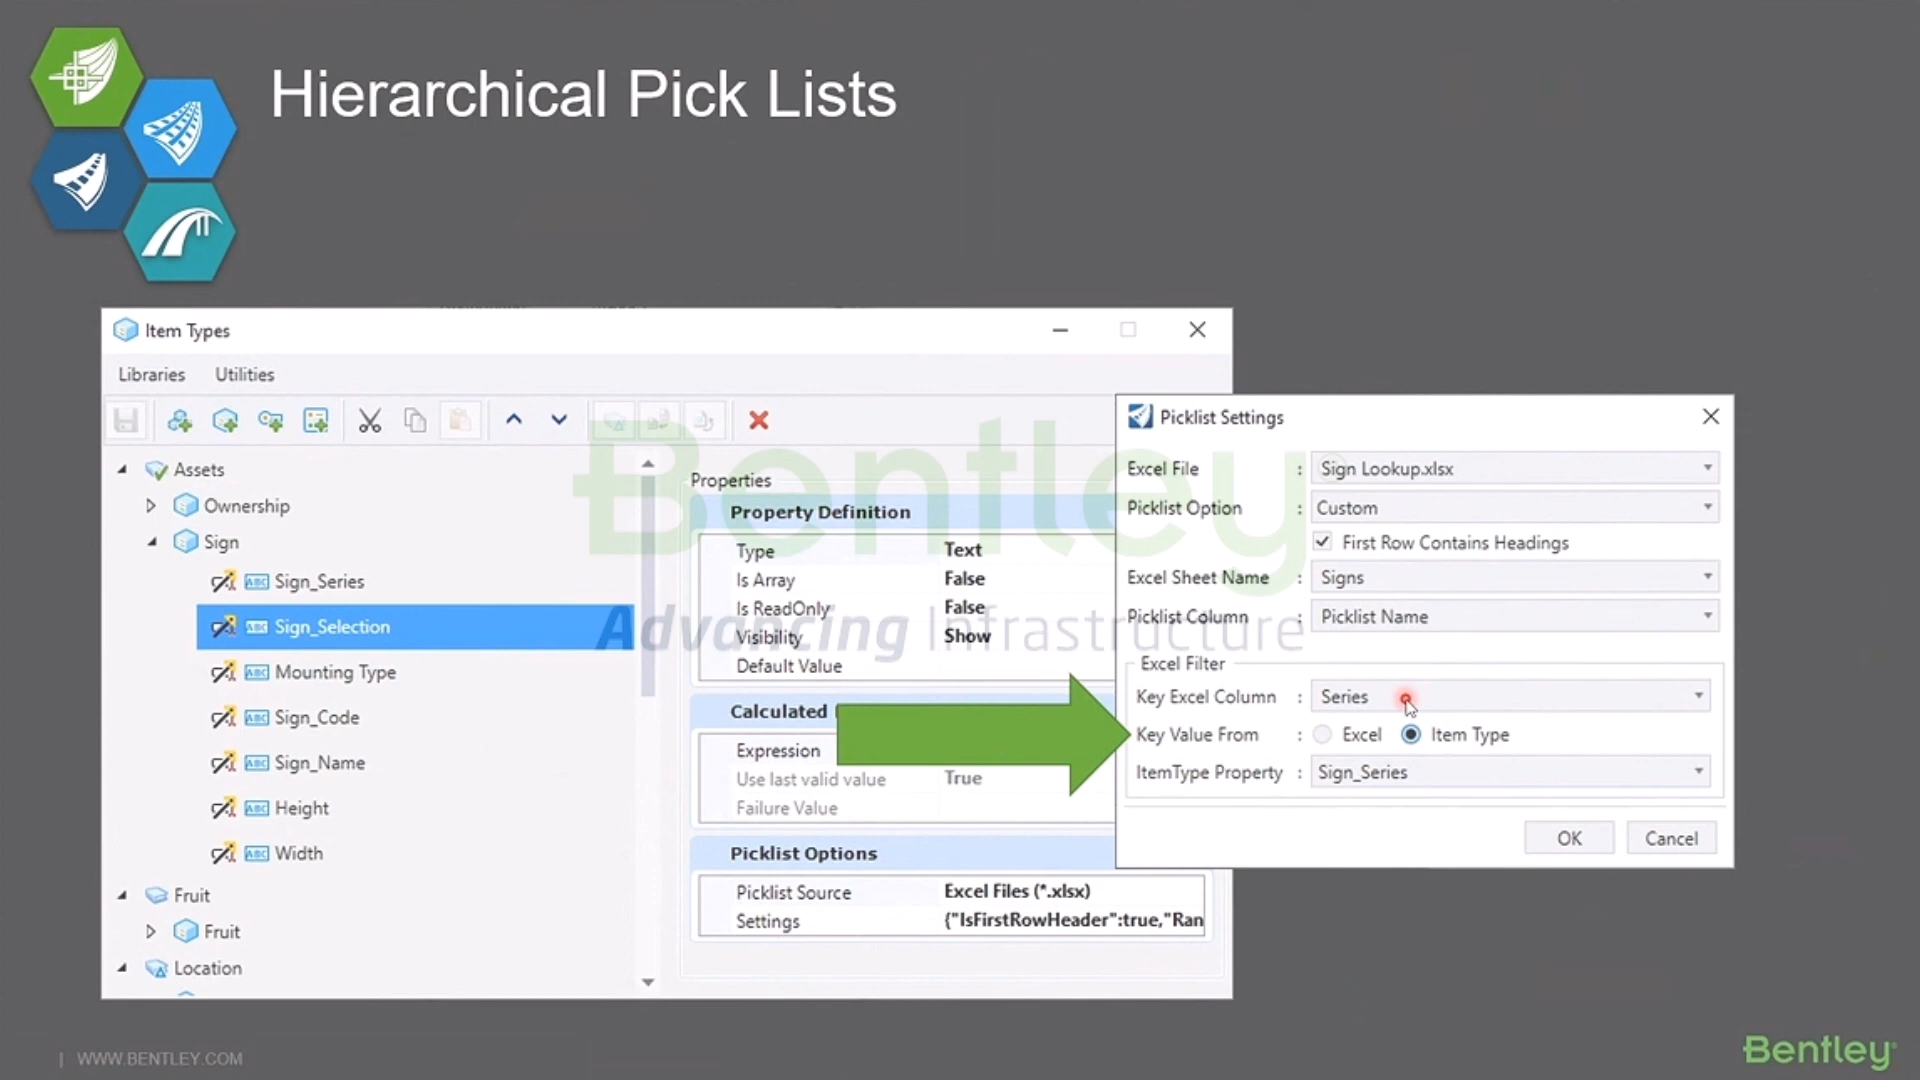 Hierarchical Pick Lists
Item Types
Libraries Utilities
Assets
Ownership
Sign
Sign_Series
Sign_Selection
Mounting Type
Sign_Code
Sign_Name
Height
Width
Fruit
Fruit
Location
Properties
Property Definition
Type Text
Is Array False
Is ReadOnly False
Visibility Show
Default Value
Calculated
Expression
Use last valid value True
Failure Value
Picklist Options
Picklist Source Excel Files (*.xlsx)
Settings {"IsFirstRowHeader":true,"Ran
Picklist Settings
Excel File : Sign Lookup.xlsx
Picklist Option : Custom
First Row Contains Headings
Excel Sheet Name : Signs
Picklist Column : Picklist Name
Excel Filter
Key Excel Column : Series
Key Value From : Excel Item Type
ItemType Property : Sign_Series
OK Cancel
Bentley
Advancing Infrastructure
| WWW.BENTLEY.COM
Bentley